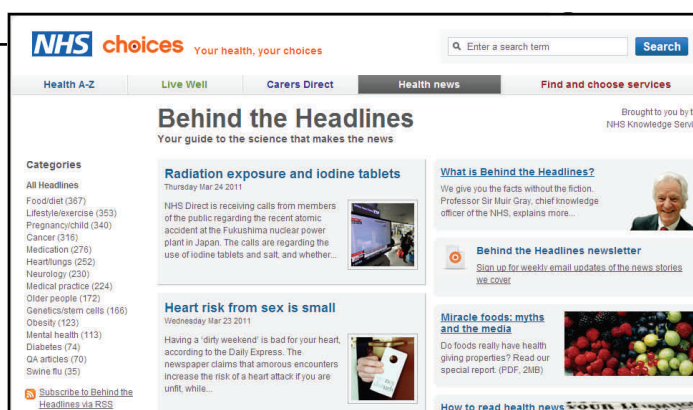 NHS choices Your health, your choices
Enter a search term
Search
Health A-Z
Live Well
Carers Direct
Health news
Find and choose services
Behind the Headlines
Your guide to the science that makes the news
Brought to you by
NHS Knowledge
Categories
All Headlines
Food/diet (367)
Lifestyle/exercise (353)
Pregnancy/child (340)
Cancer (316)
Medication (276)
Heart/lungs (252)
Neurology (230)
Medical practice (224)
Older people (172)
Genetics/stem cells (166)
Obesity (123)
Mental health (113)
Diabetes (74)
QA articles (70)
Swine flu (35)
Subscribe to Behind the
Headlines via RSS
Radiation exposure and iodine tablets
Thursday Mar 24 2011
NHS Direct is receiving calls from members
of the public regarding the recent atomic
accident at the Fukushima nuclear power
plant in Japan. The calls are regarding the
use of iodine tablets and salt, and whether...
Heart risk from sex is small
Wednesday Mar 23 2011
Having a 'dirty weekend' is bad for your heart,
according to the Daily Express. The
newspaper claims that amorous encounters
increase the risk of a heart attack if you are
unfit, while...
What is Behind the Headlines?
We give you the facts without the fiction.
Professor Sir Muir Gray, chief knowledge
officer of the NHS, explains more...
Behind the Headlines newsletter
Sign up for weekly email updates of the news stories
we cover
Miracle foods: myths
and the media
Do foods really have health
giving properties? Read our
special report. (PDF, 2MB)
How to read health news